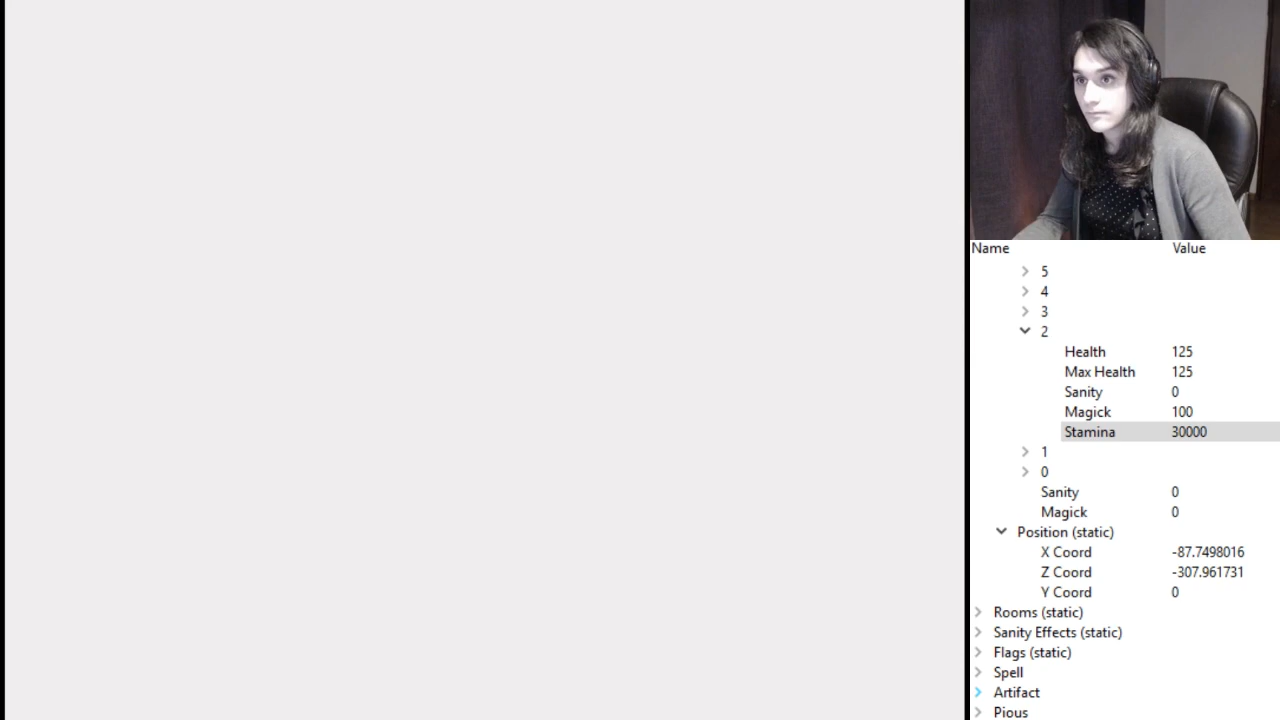 Name Value
5
4
3
2
Health 125
Max Health 125
Sanity 0
Magick 100
Stamina 30000
1
0
Sanity 0
Magick 0
Position (static)
X Coord -87.7498016
Z Coord -307.961731
Y Coord 0
Rooms (static)
Sanity Effects (static)
Flags (static)
Spell
Artifact
Pious